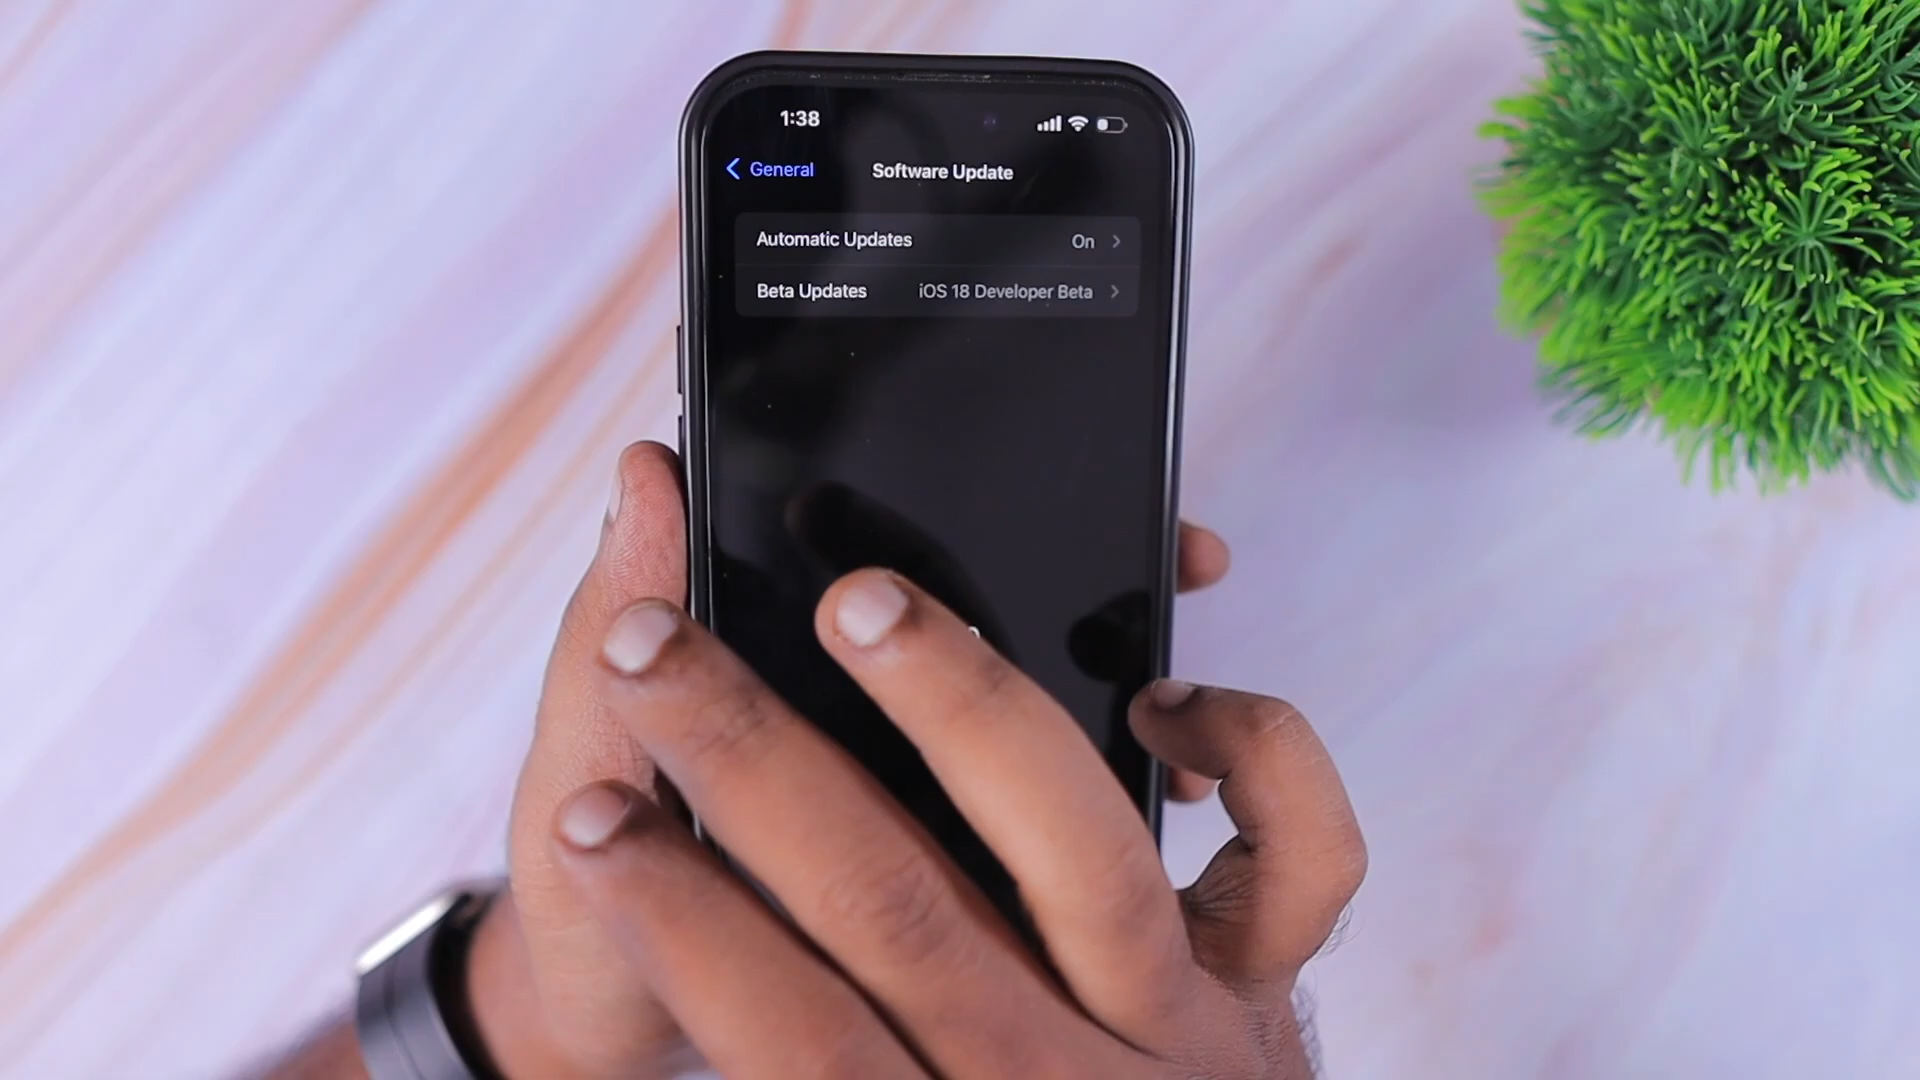 1:38
General
Software Update
Automatic Updates On
Beta Updates iOS 18 Developer Beta